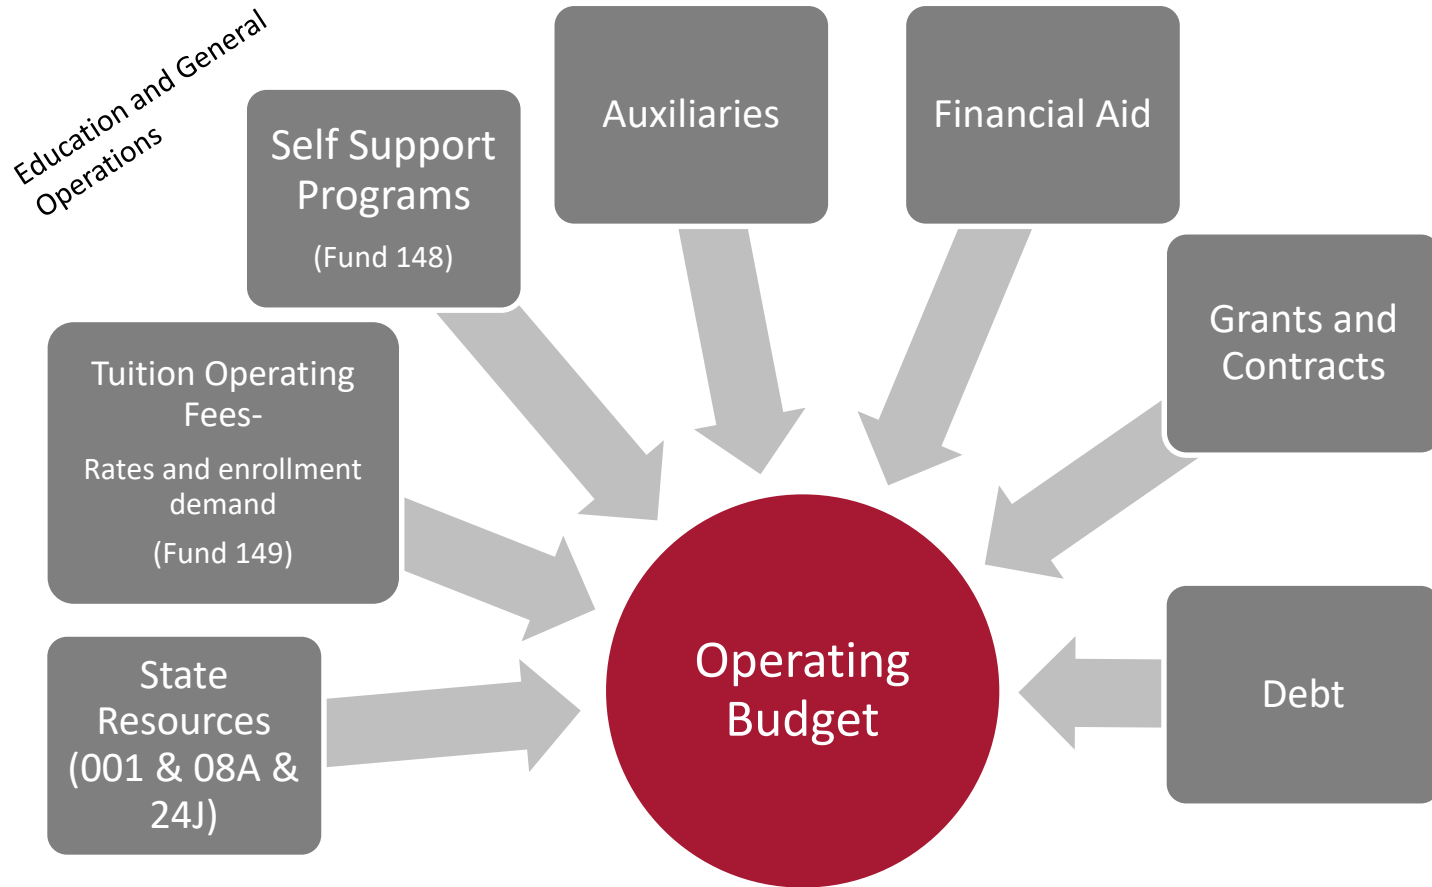 Education and General
Operations
Self Support
Programs
(Fund 148)
Auxiliaries
Financial Aid
Grants and
Contracts
Tuition Operating
Fees-
Rates and enrollment
demand
(Fund 149)
State
Resources
(001 & 08A &
24J)
Operating
Budget
Debt